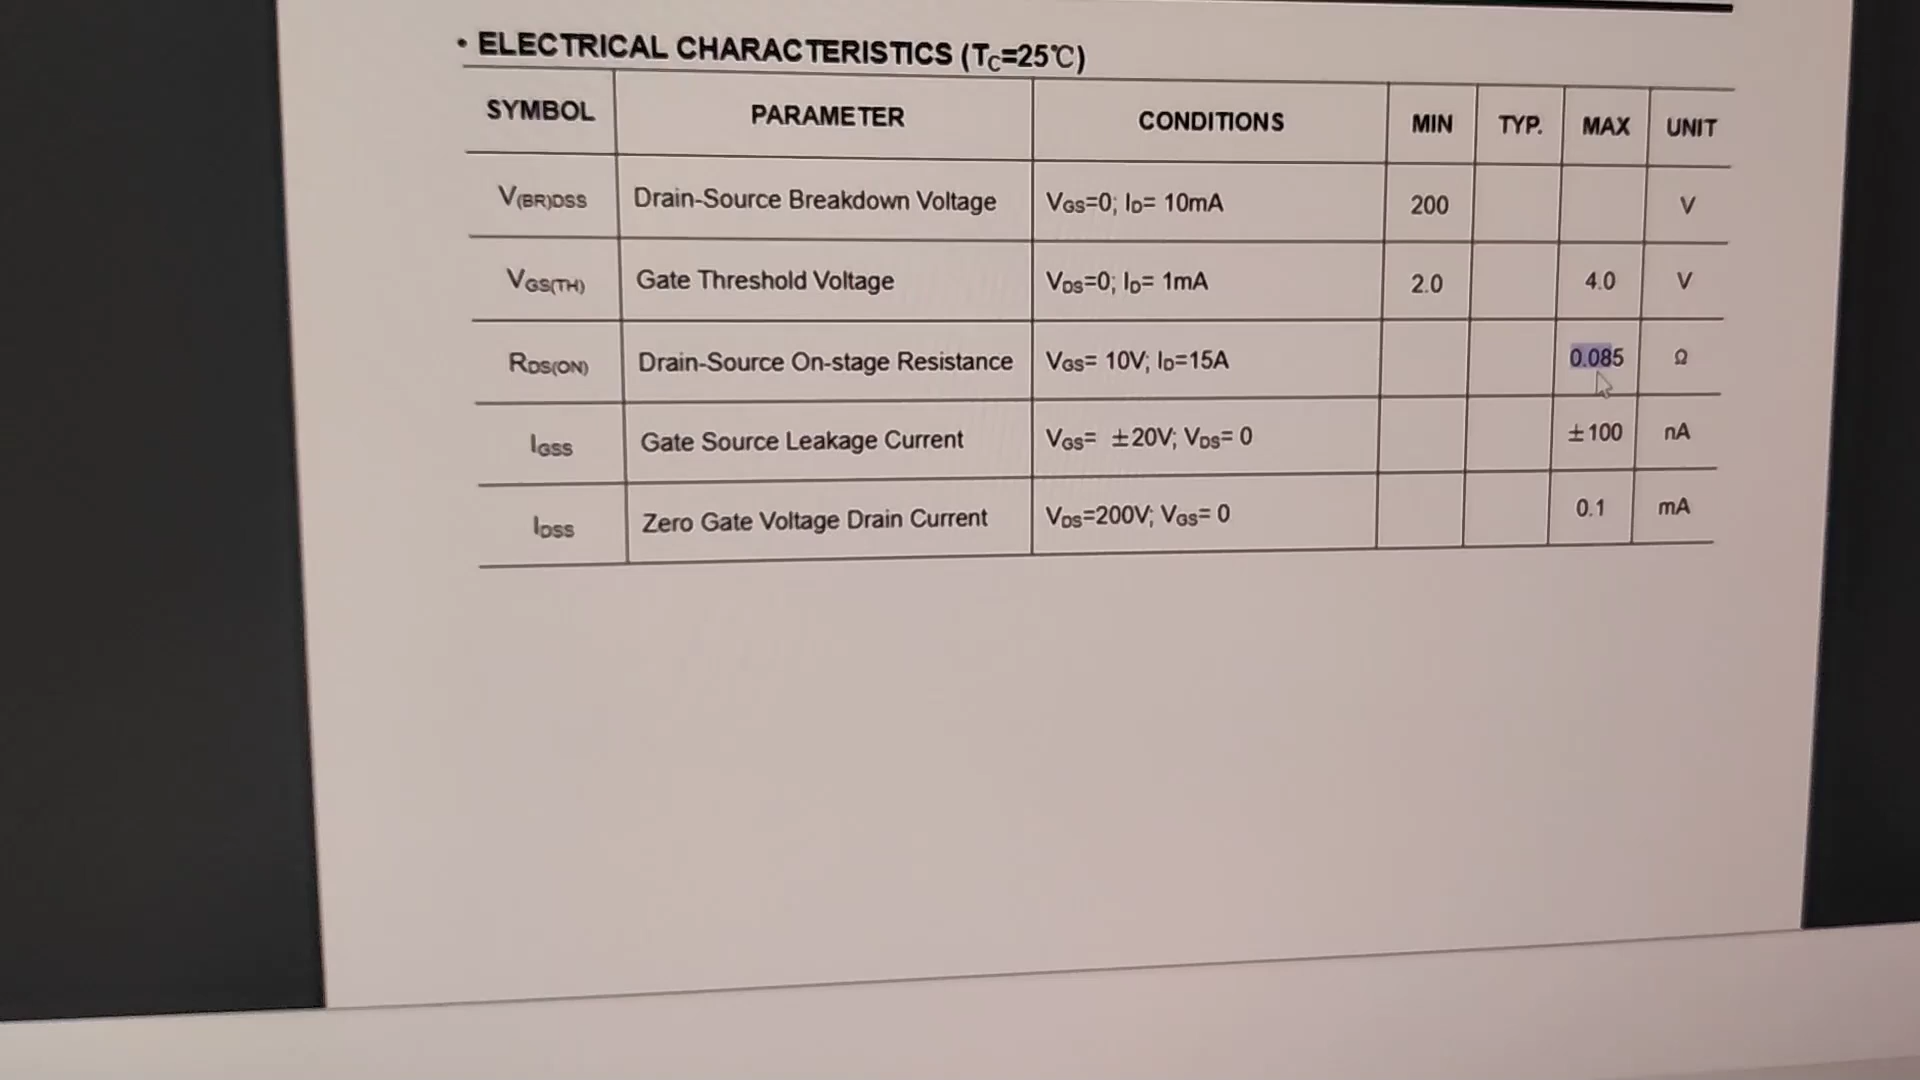 • ELECTRICAL CHARACTERISTICS (TC=25℃)
SYMBOL PARAMETER CONDITIONS MIN TYP. MAX UNIT
V(BR)DSS Drain-Source Breakdown Voltage VGS=0; ID= 10mA 200 V
VGS(TH) Gate Threshold Voltage VDS=0; ID= 1mA 2.0 4.0 V
RDS(ON) Drain-Source On-stage Resistance VGS= 10V; ID=15A 0.085 Ω
IGSS Gate Source Leakage Current VGS= ±20V; VDS= 0 ±100 nA
IDSS Zero Gate Voltage Drain Current VDS=200V; VGS= 0 0.1 mA